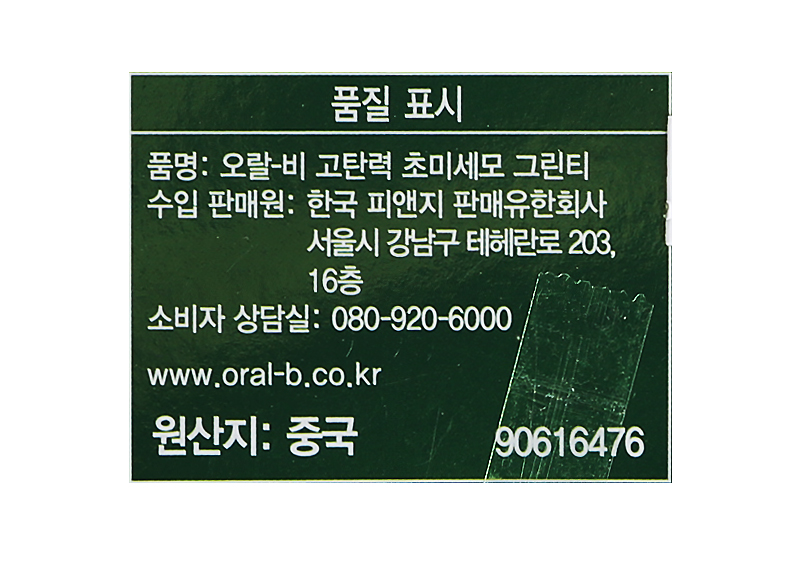 품질 표시
품명: 오랄-비 고탄력 초미세모 그린티
수입 판매원: 한국 피앤지 판매유한회사
서울시 강남구 테헤란로 203,
16층
소비자 상담실: 080-920-6000
www.oral-b.co.kr
원산지: 중국
90616476